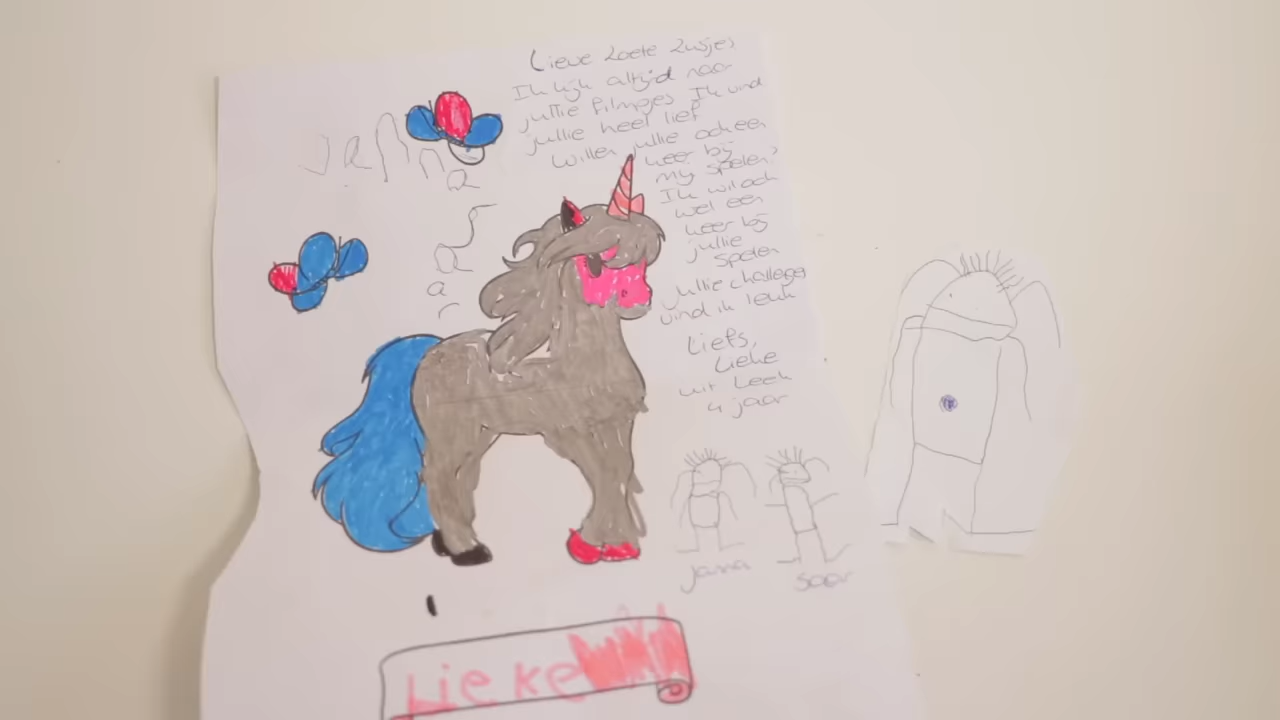 Lieve Zoete Zusjes
Ik kijk altijd naar
jullie filmpjes Ik vind
jullie heel lief
Willen jullie ook een
keer bij
mij spelen?
Ik wil ook
wel een
keer bij
jullie
spelen
Jullie challenges
vind ik leuk
Liefs,
Lieke
uit Leek
4 jaar
Janna
Saar
jana
saar
Lieke